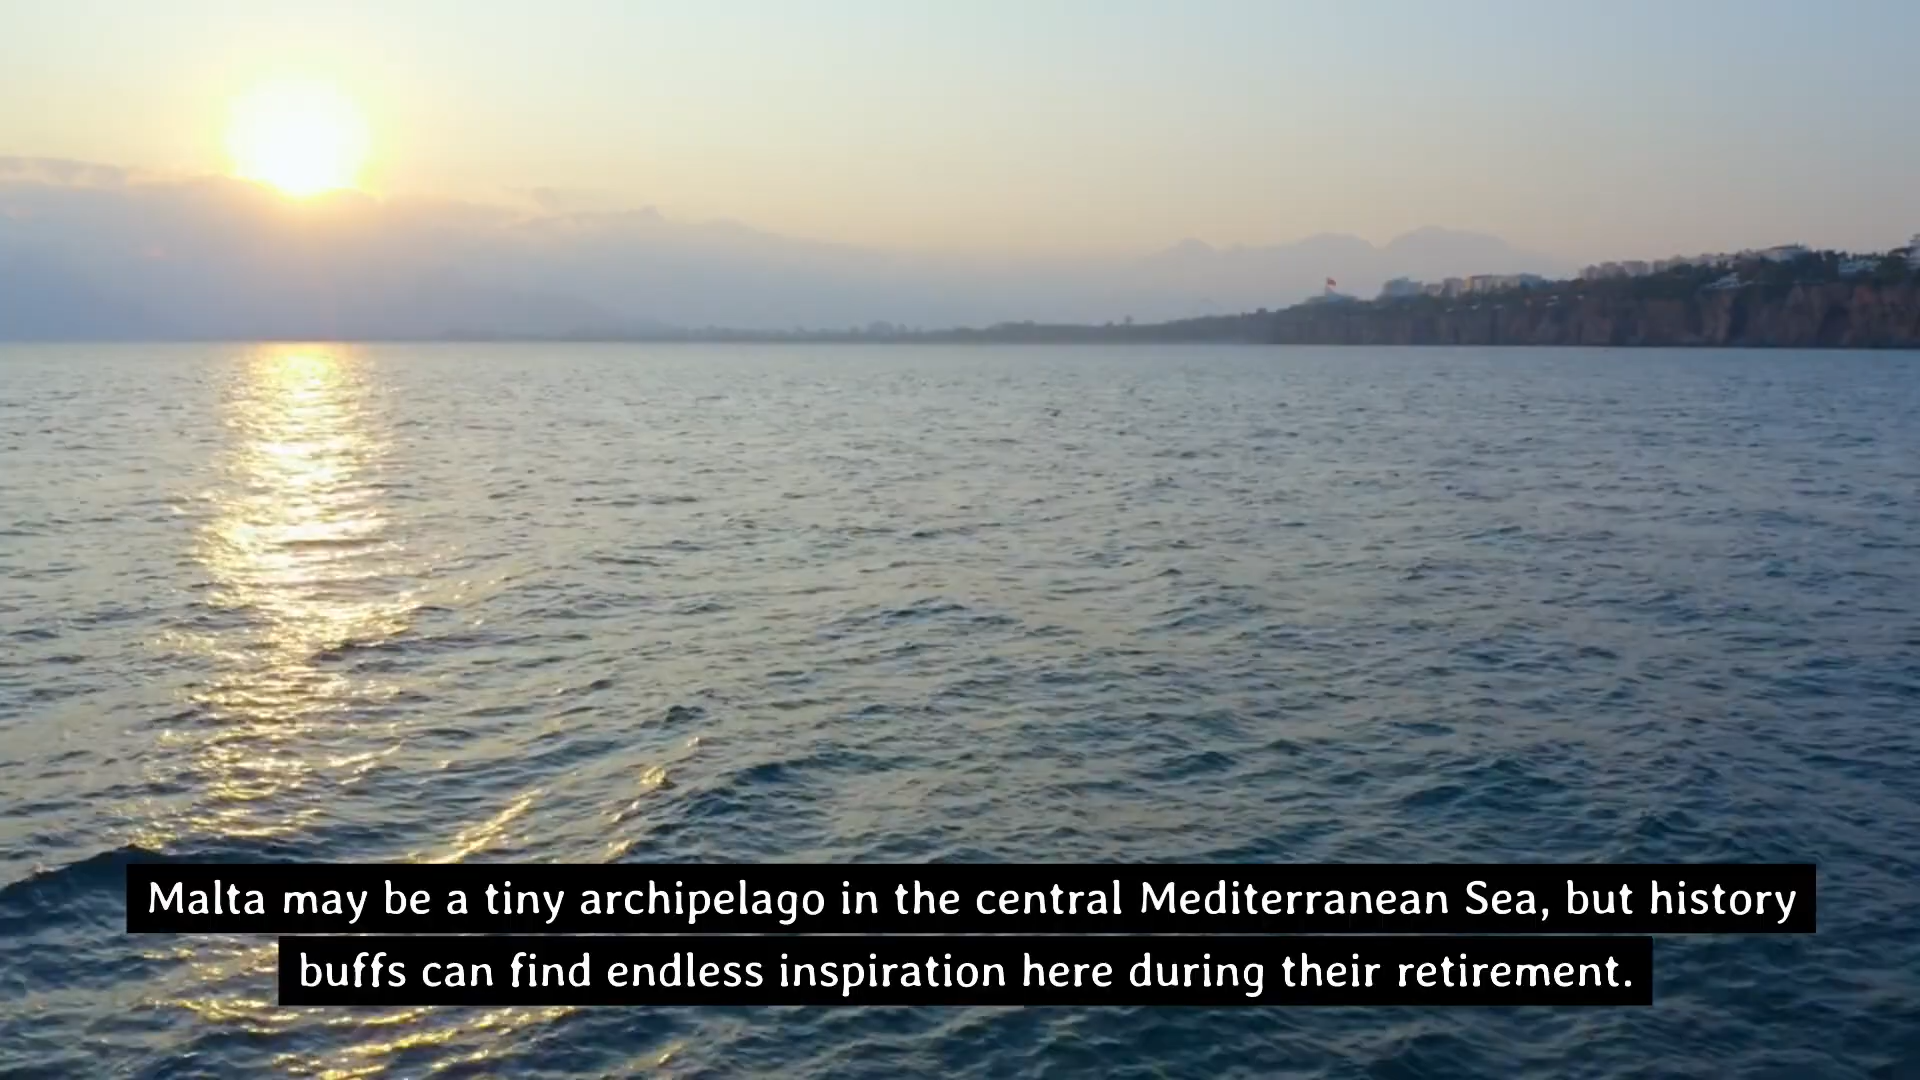 Malta may be a tiny archipelago in the central Mediterranean Sea, but history
buffs can find endless inspiration here during their retirement.